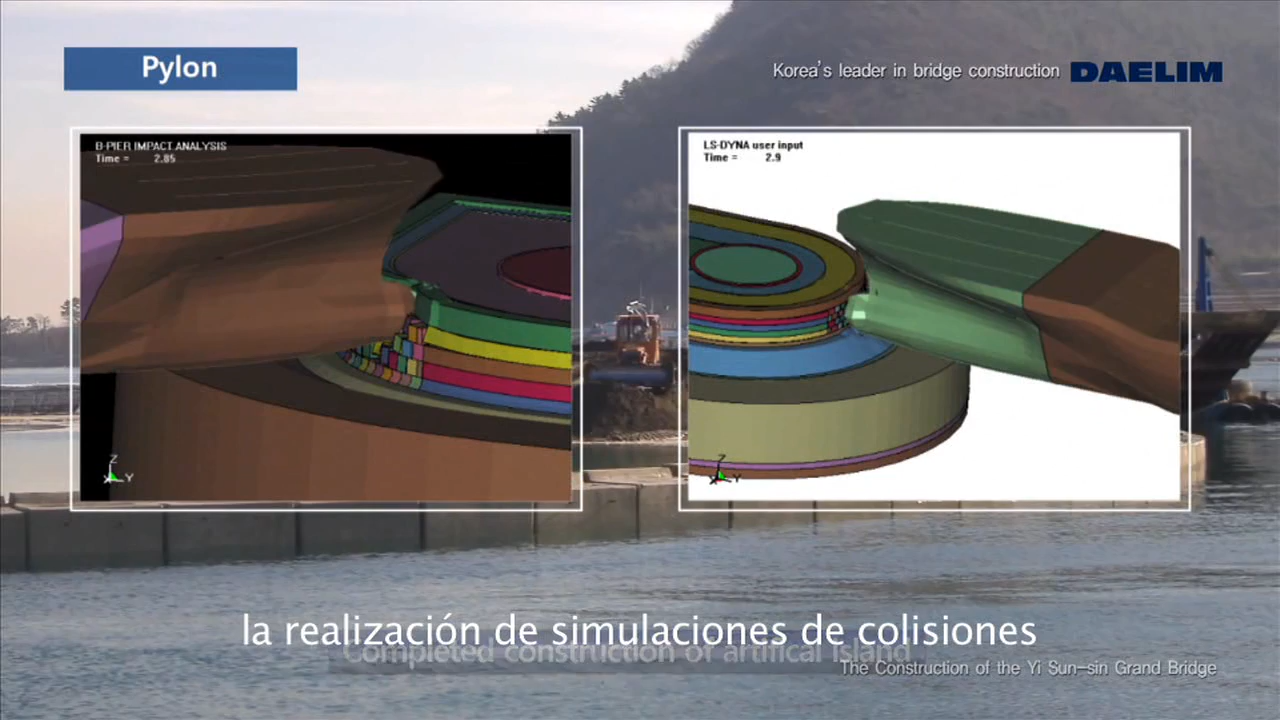 Pylon
Korea's leader in bridge construction DAELIM
B-PIER IMPACT ANALYSIS
Time = 2.85
Z
X Y
LS-DYNA user input
Time = 2.9
Z
X Y
la realización de simulaciones de colisiones
Completed construction of artifical island
The Construction of the Yi Sun-sin Grand Bridge